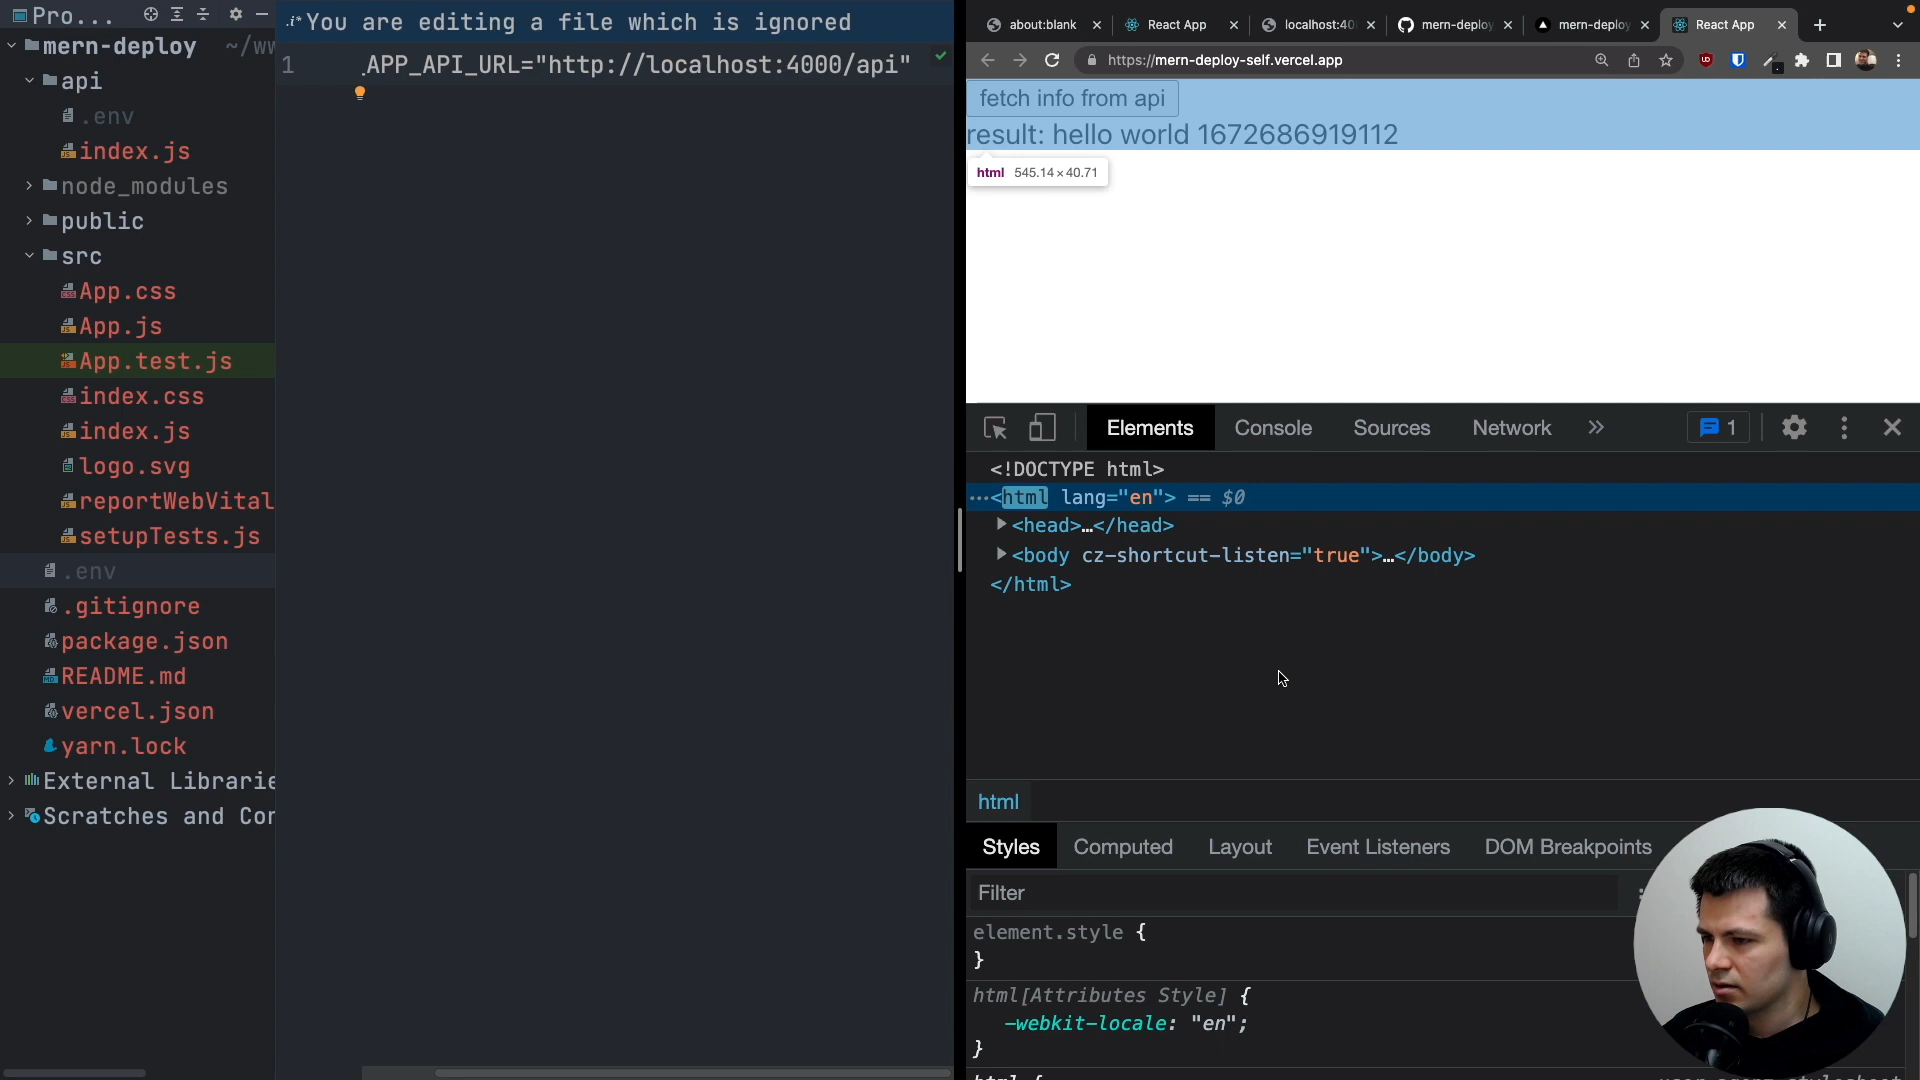 Pro...
mern-deploy ~/ww
api
.env
index.js
node_modules
public
src
App.css
App.js
App.test.js
index.css
index.js
logo.svg
reportWebVital
setupTests.js
.env
.gitignore
package.json
README.md
vercel.json
yarn.lock
External Librarie
Scratches and Cor
.i* You are editing a file which is ignored
1 _APP_API_URL="http://localhost:4000/api"
about:blank
React App
localhost:40
mern-deploy
mern-deploy
React App
https://mern-deploy-self.vercel.app
fetch info from api
result: hello world 1672686919112
html 545.14×40.71
Elements Console Sources Network » 1
<!DOCTYPE html>
…<html lang="en"> == $0
<head>…</head>
<body cz-shortcut-listen="true">…</body>
</html>
html
Styles Computed Layout Event Listeners DOM Breakpoints
Filter
element.style {
}
html[Attributes Style] {
-webkit-locale: "en";
}
html {
user agent stylesheet